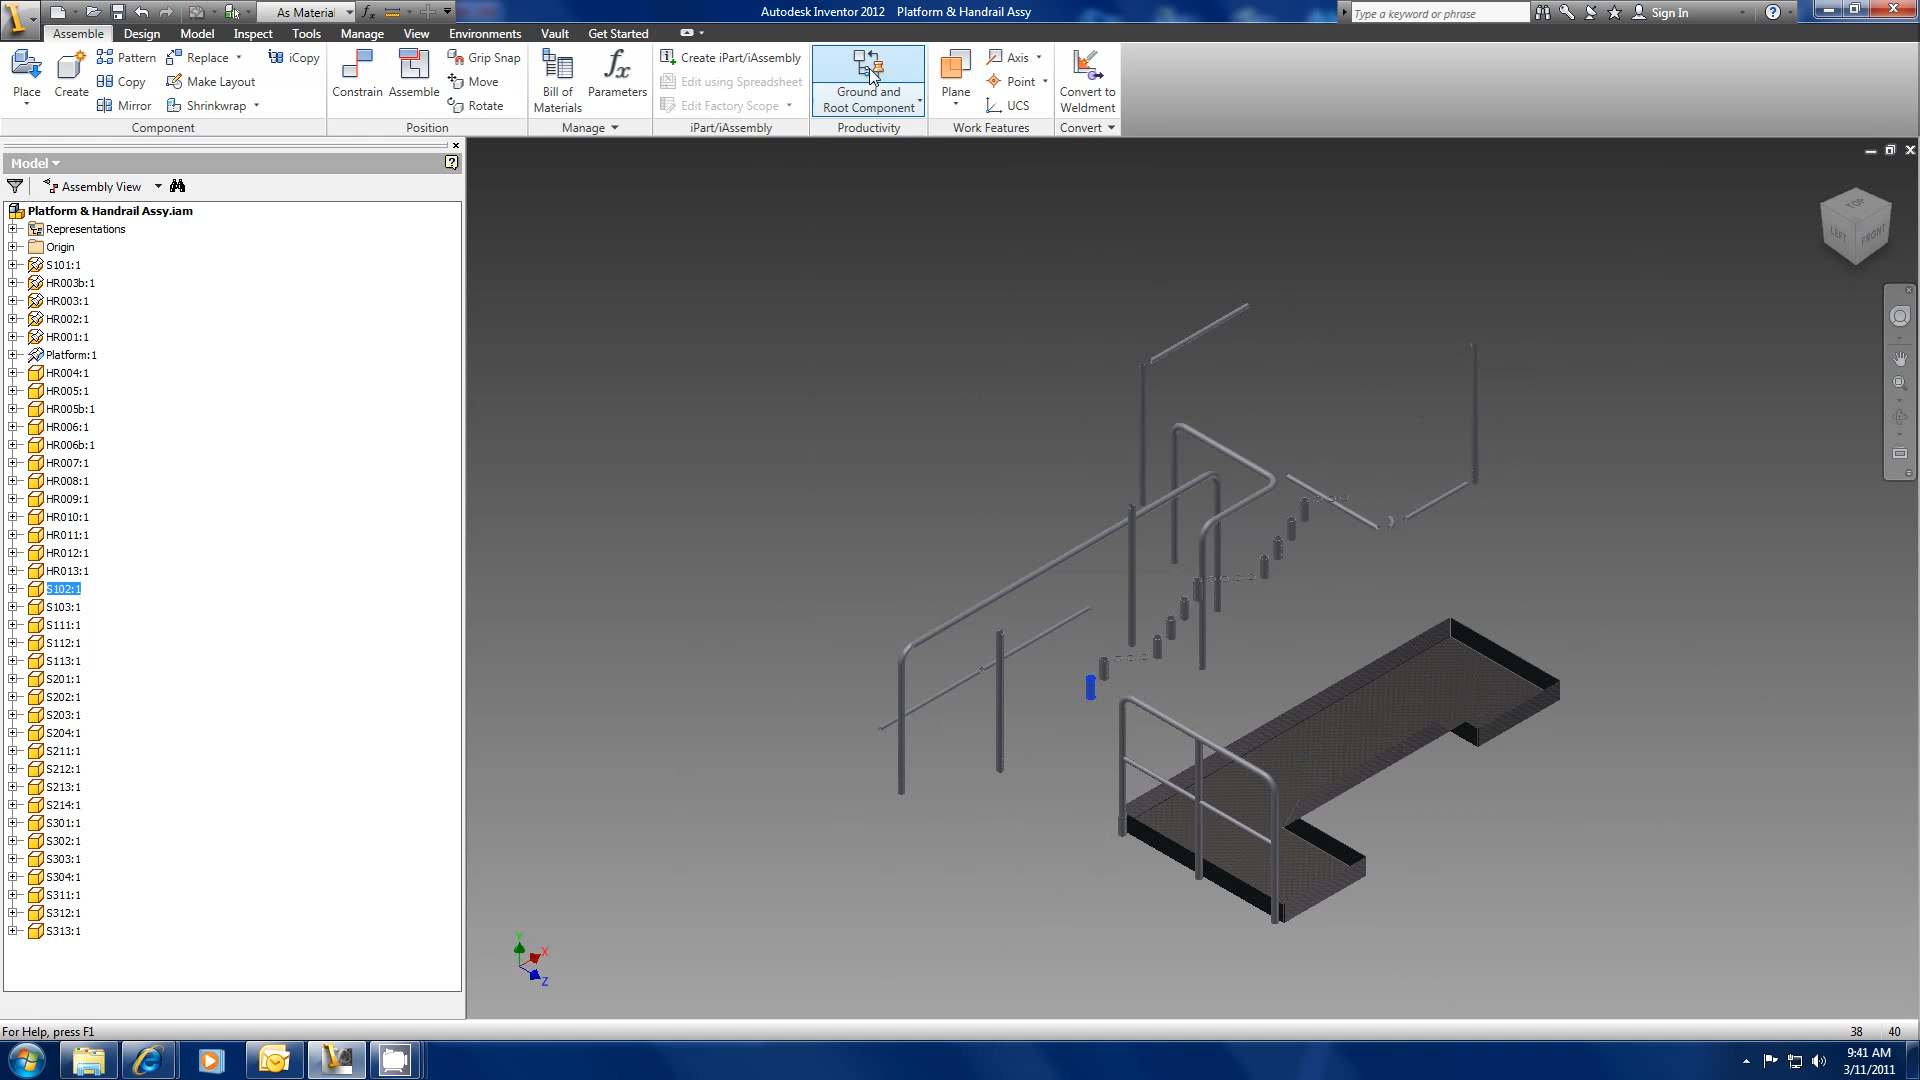 As Material
Autodesk Inventor 2012 Platform & Handrail Assy
Type a keyword or phrase
Sign In
Assemble Design Model Inspect Tools Manage View Environments Vault Get Started
Place
Create
Pattern
Copy
Mirror
Replace
Make Layout
Shrinkwrap
iCopy
Component
Constrain
Assemble
Grip Snap
Move
Rotate
Position
Bill of
Materials
Parameters
Manage
Create iPart/iAssembly
Edit using Spreadsheet
Edit Factory Scope
iPart/iAssembly
Ground and
Root Component
Productivity
Plane
Axis
Point
UCS
Work Features
Convert to
Weldment
Convert
Model
Assembly View
Platform & Handrail Assy.iam
Representations
Origin
S101:1
HR003b:1
HR003:1
HR002:1
HR001:1
Platform:1
HR004:1
HR005:1
HR005b:1
HR006:1
HR006b:1
HR007:1
HR008:1
HR009:1
HR010:1
HR011:1
HR012:1
HR013:1
S102:1
S103:1
S111:1
S112:1
S113:1
S201:1
S202:1
S203:1
S204:1
S211:1
S212:1
S213:1
S214:1
S301:1
S302:1
S303:1
S304:1
S311:1
S312:1
S313:1
TOP
LEFT
FRONT
Y
X
Z
For Help, press F1
38 40
9:41 AM
3/11/2011